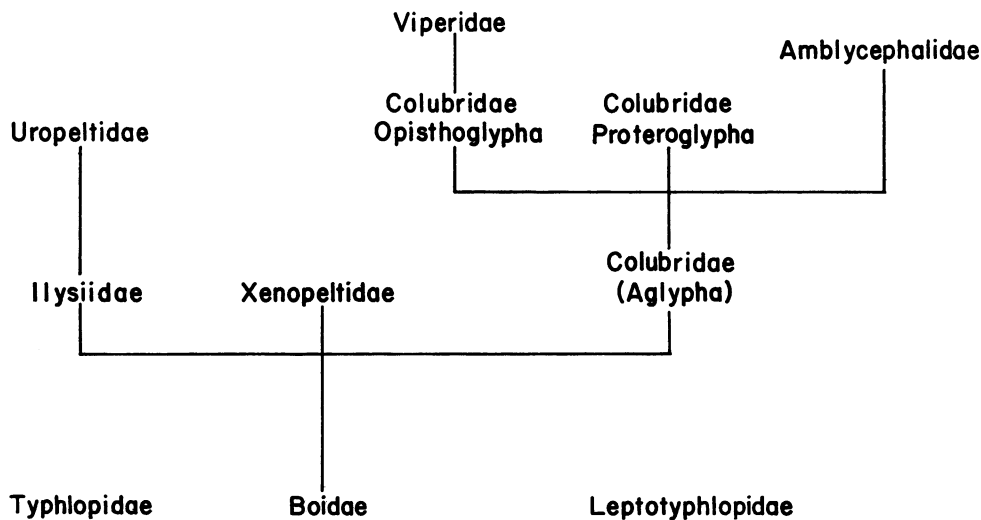 Viperidae
Amblycephalidae
Colubridae
Opisthoglypha
Colubridae
Proteroglypha
Uropeltidae
Colubridae
(Aglypha)
Ilysiidae
Xenopeltidae
Typhlopidae
Boidae
Leptotyphlopidae